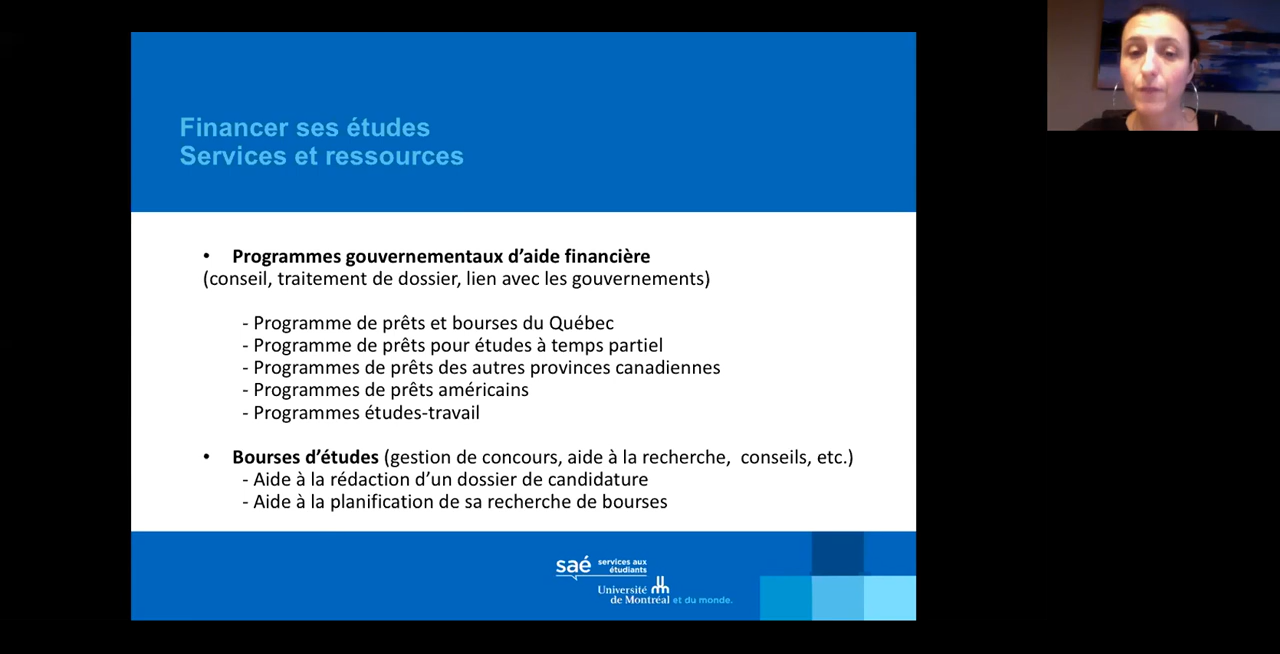 Financer ses études
Services et ressources
• Programmes gouvernementaux d’aide financière
(conseil, traitement de dossier, lien avec les gouvernements)
- Programme de prêts et bourses du Québec
- Programme de prêts pour études à temps partiel
- Programmes de prêts des autres provinces canadiennes
- Programmes de prêts américains
- Programmes études-travail
• Bourses d’études (gestion de concours, aide à la recherche, conseils, etc.)
- Aide à la rédaction d’un dossier de candidature
- Aide à la planification de sa recherche de bourses
saé services aux
étudiants
Université
de Montréal et du monde.